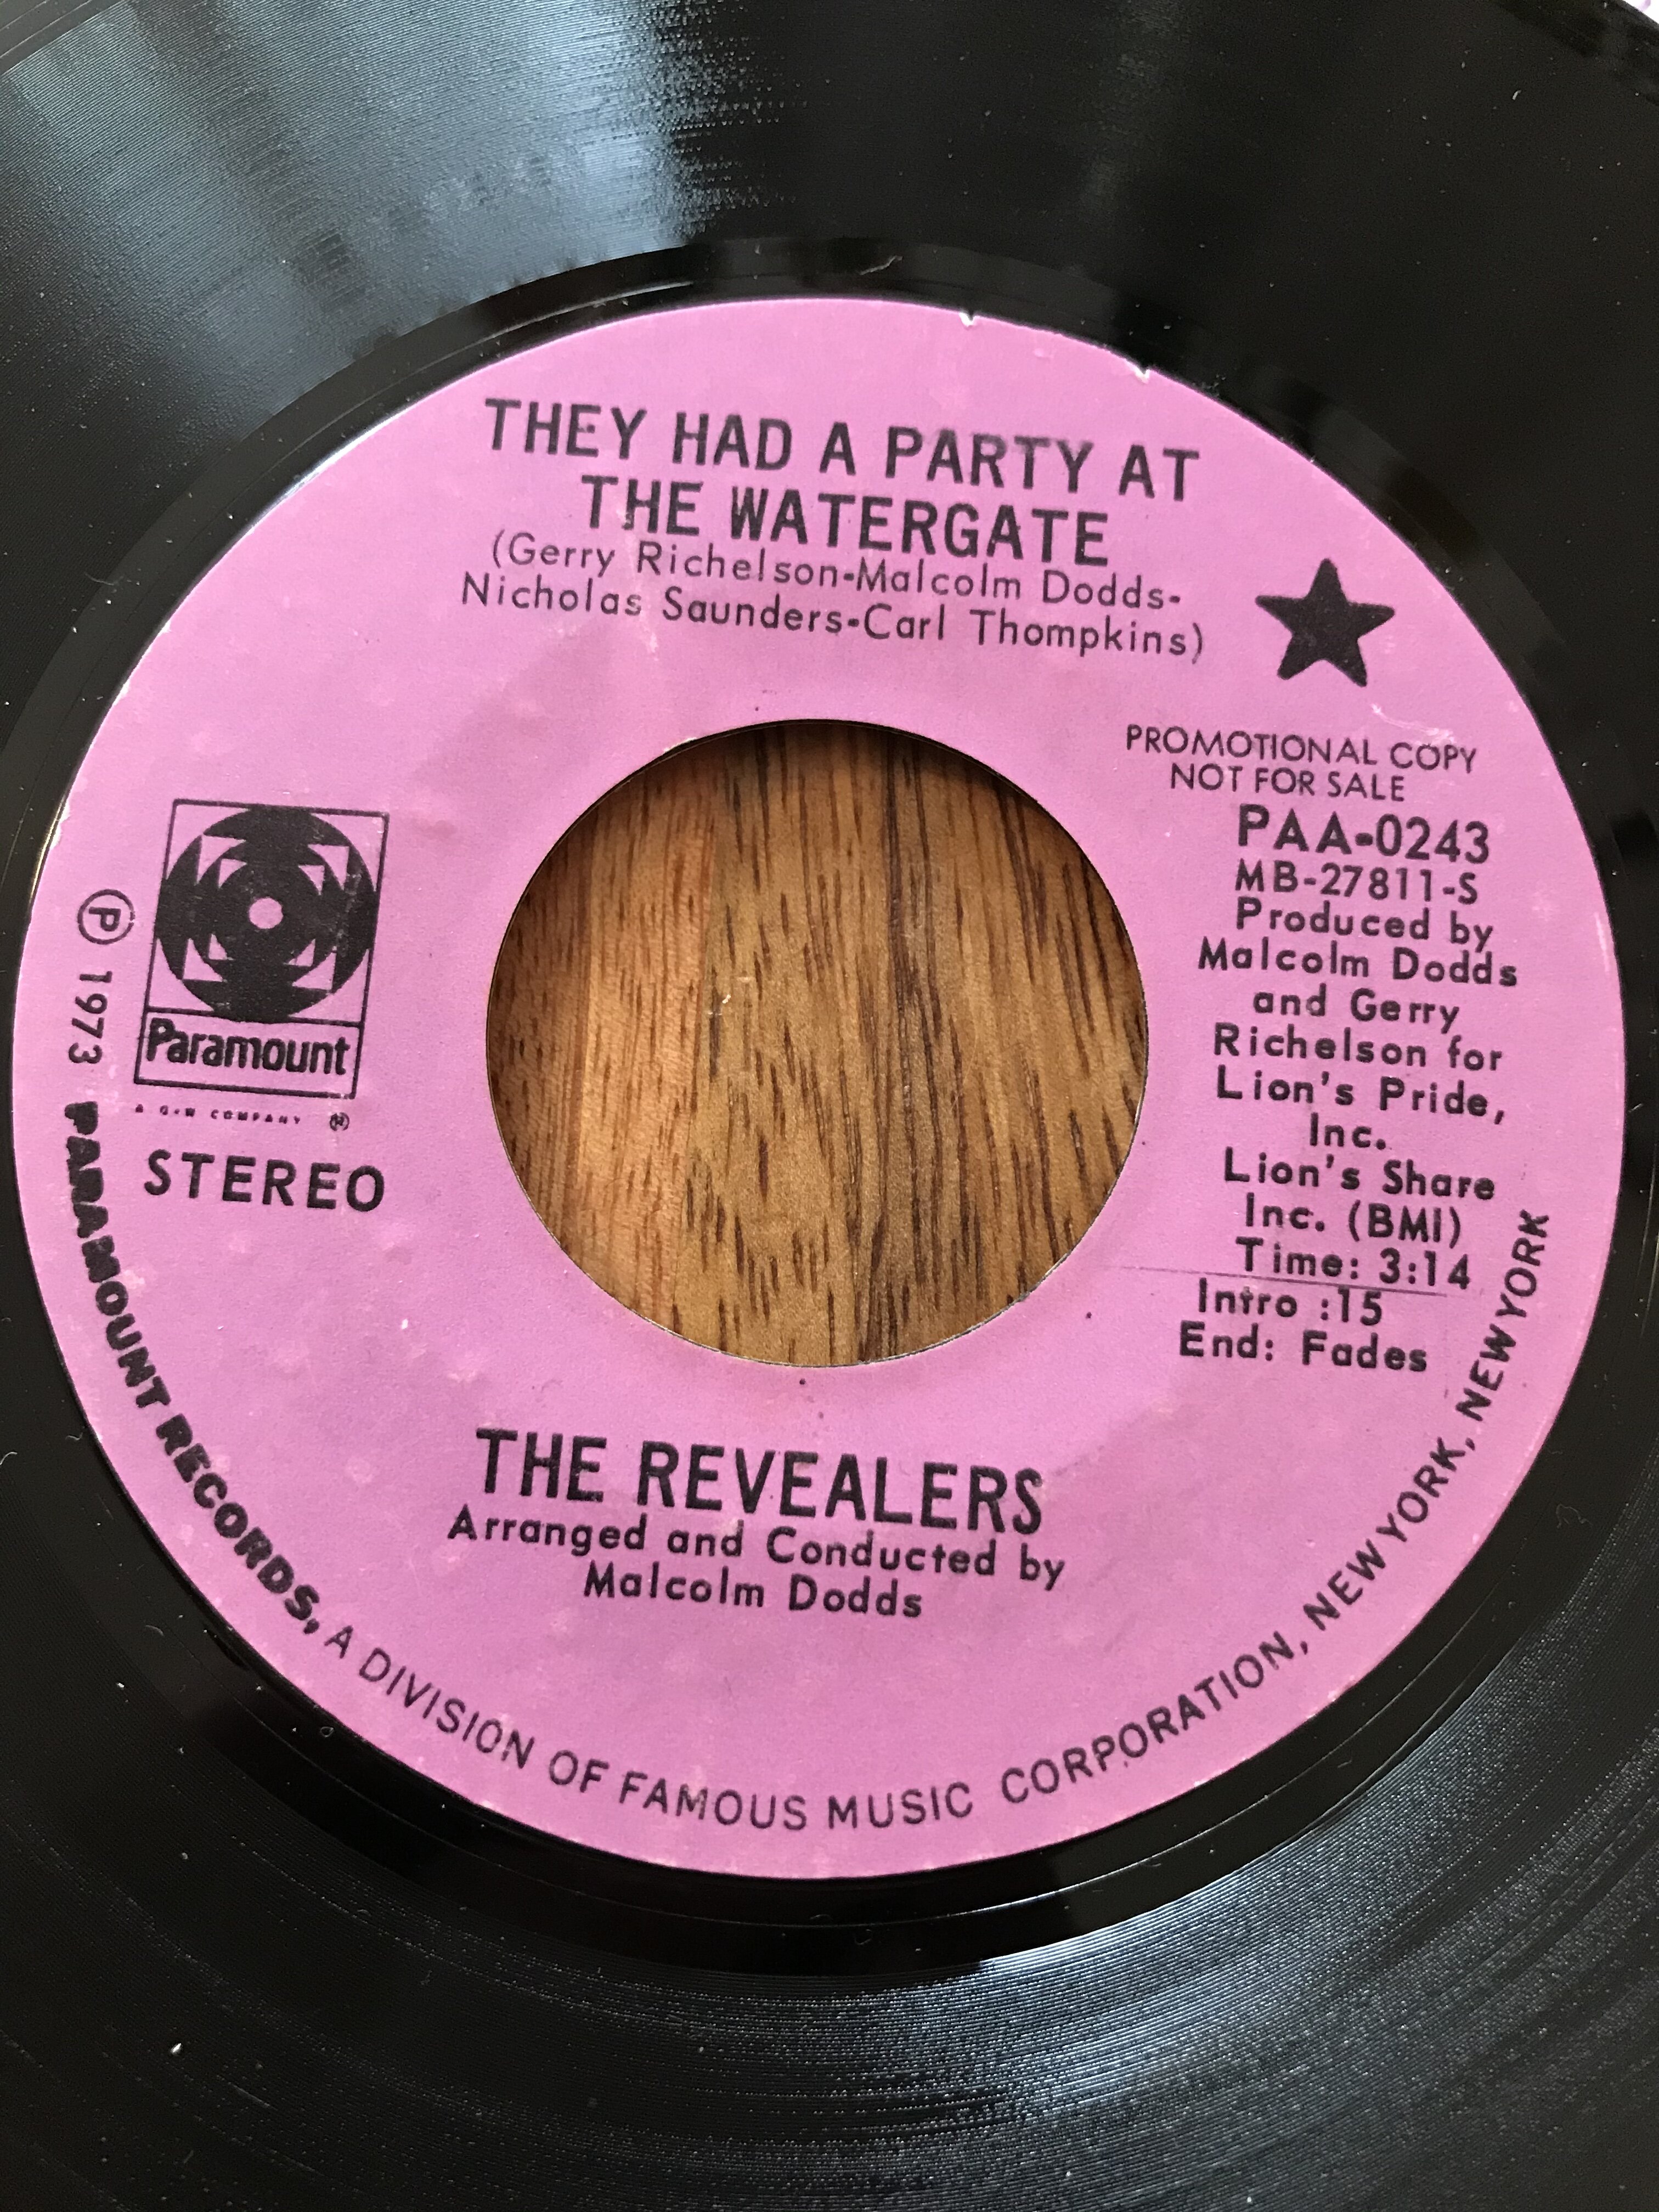 THEY HAD A PARTY AT
THE WATERGATE
(Gerry Richelson-Malcolm Dodds-
Nicholas Saunders-Carl Thompkins)
PROMOTIONAL COPY
NOT FOR SALE
PAA-0243
MB-27811-S
Produced by
Malcolm Dodds
and Gerry
Richelson for
Lion's Pride,
Inc.
Lion's Share
Inc. (BMI)
Time: 3:14
Intro :15
End: Fades
Paramount
A G+W COMPANY ®
STEREO
THE REVEALERS
Arranged and Conducted by
Malcolm Dodds
Ⓟ 1973 PARAMOUNT RECORDS, A DIVISION OF FAMOUS MUSIC CORPORATION, NEW YORK, NEW YORK